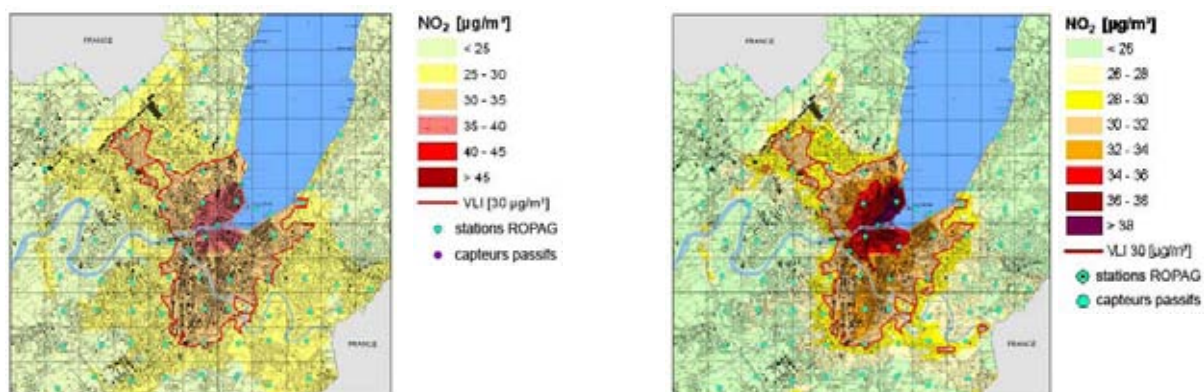 FRANCE
FRANCE
NO₂ [µg/m³]
< 25
25 - 30
30 - 35
35 - 40
40 - 45
> 45
VLI [30 µg/m³]
stations ROPAG
capteurs passifs
FRANCE
FRANCE
NO₂ [µg/m³]
< 26
26 - 28
28 - 30
30 - 32
32 - 34
34 - 36
36 - 38
> 38
VLI 30 [µg/m³]
stations ROPAG
capteurs passifs